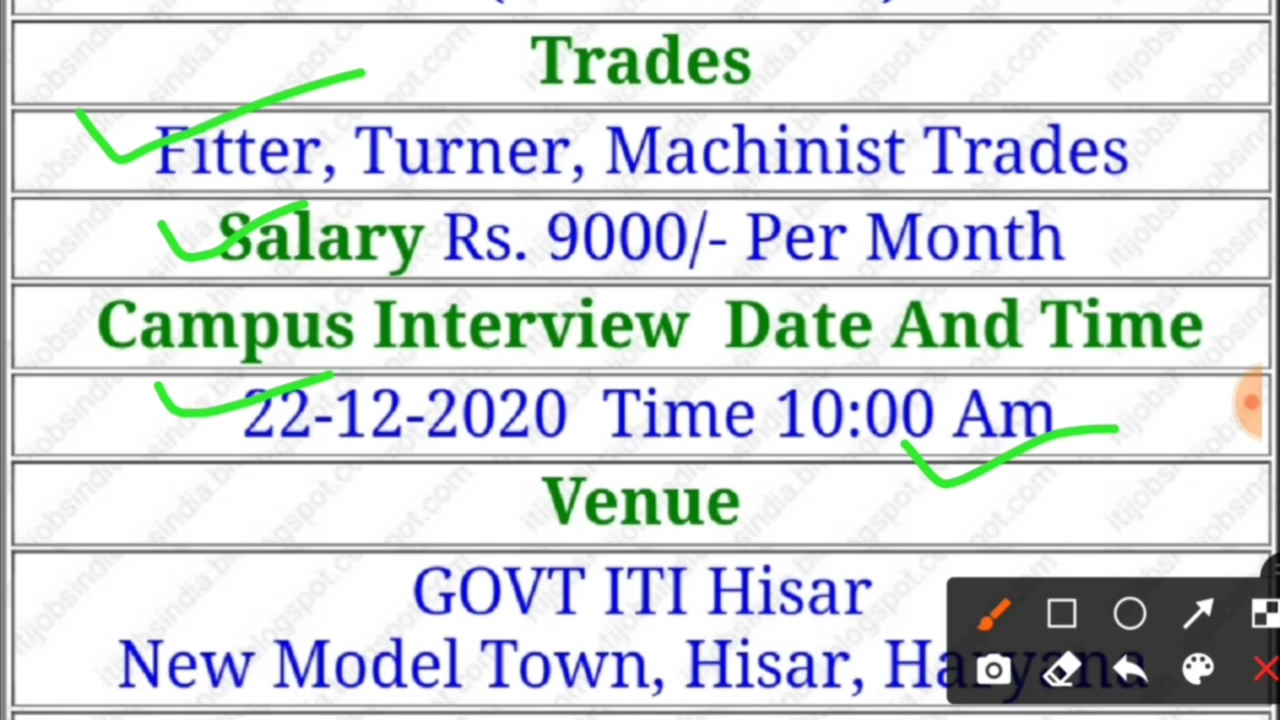 Trades
Fitter, Turner, Machinist Trades
Salary Rs. 9000/- Per Month
Campus Interview Date And Time
22-12-2020 Time 10:00 Am
Venue
GOVT ITI Hisar
New Model Town, Hisar, Haryana